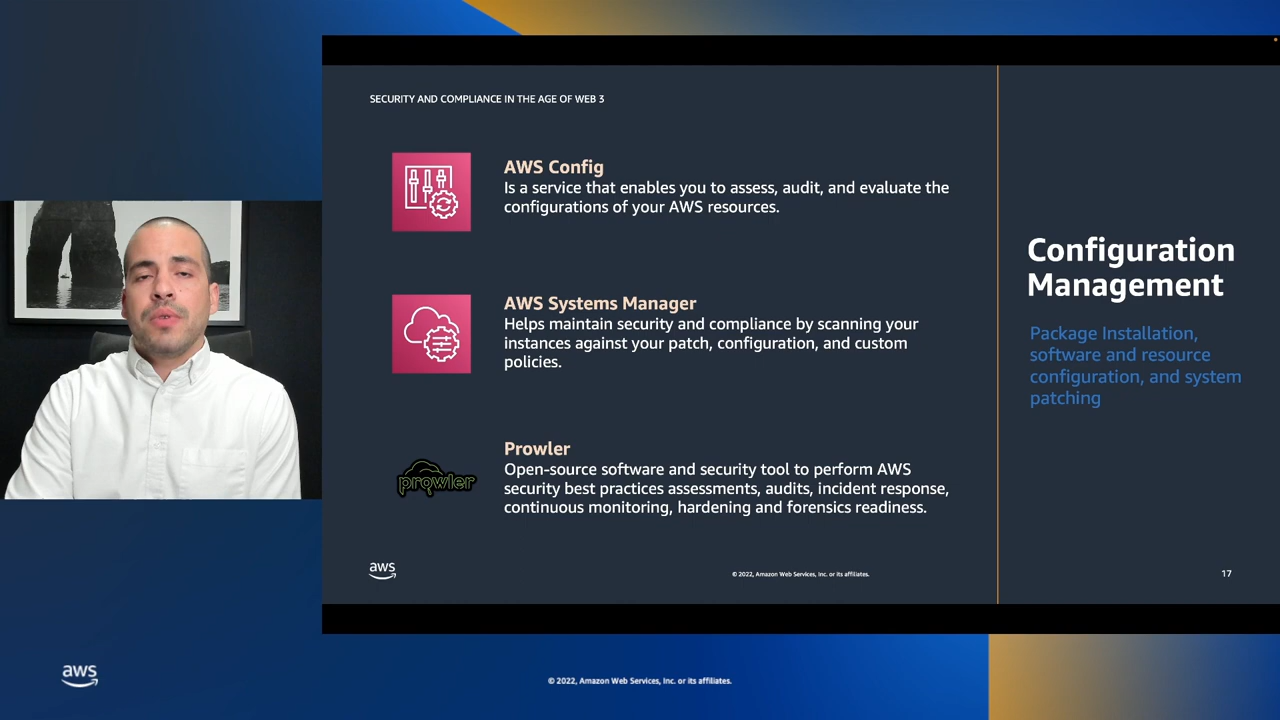 SECURITY AND COMPLIANCE IN THE AGE OF WEB 3
AWS Config
Is a service that enables you to assess, audit, and evaluate the
configurations of your AWS resources.
AWS Systems Manager
Helps maintain security and compliance by scanning your
instances against your patch, configuration, and custom
policies.
prowler
Prowler
Open-source software and security tool to perform AWS
security best practices assessments, audits, incident response,
continuous monitoring, hardening and forensics readiness.
Configuration
Management
Package Installation,
software and resource
configuration, and system
patching
aws
© 2022, Amazon Web Services, Inc. or its affiliates.
17
aws
© 2022, Amazon Web Services, Inc. or its affiliates.